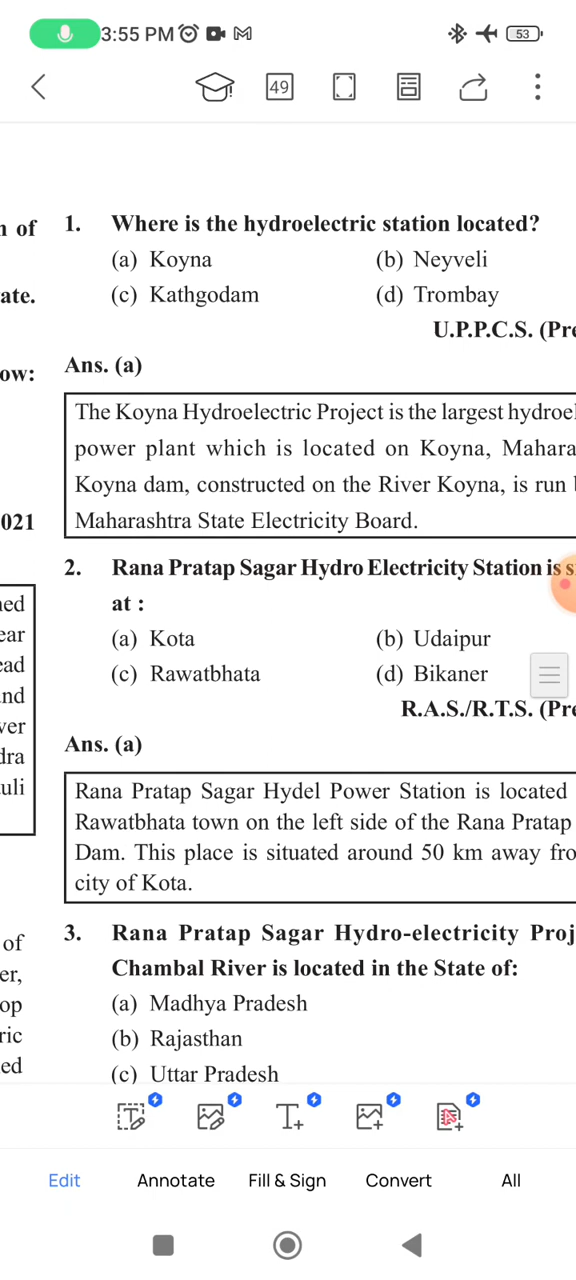 3:55 PM
53
49
n of
ate.
ow:
021
ned
ear
ead
and
ver
dra
uli
of
er,
op
ric
ed
1. Where is the hydroelectric station located?
(a) Koyna (b) Neyveli
(c) Kathgodam (d) Trombay
U.P.P.C.S. (Pre
Ans. (a)
The Koyna Hydroelectric Project is the largest hydroel
power plant which is located on Koyna, Mahara
Koyna dam, constructed on the River Koyna, is run
Maharashtra State Electricity Board.
2. Rana Pratap Sagar Hydro Electricity Station is s
at :
(a) Kota (b) Udaipur
(c) Rawatbhata (d) Bikaner
R.A.S./R.T.S. (Pre
Ans. (a)
Rana Pratap Sagar Hydel Power Station is located
Rawatbhata town on the left side of the Rana Pratap
Dam. This place is situated around 50 km away fro
city of Kota.
3. Rana Pratap Sagar Hydro-electricity Proj
Chambal River is located in the State of:
(a) Madhya Pradesh
(b) Rajasthan
(c) Uttar Pradesh
Edit Annotate Fill & Sign Convert All